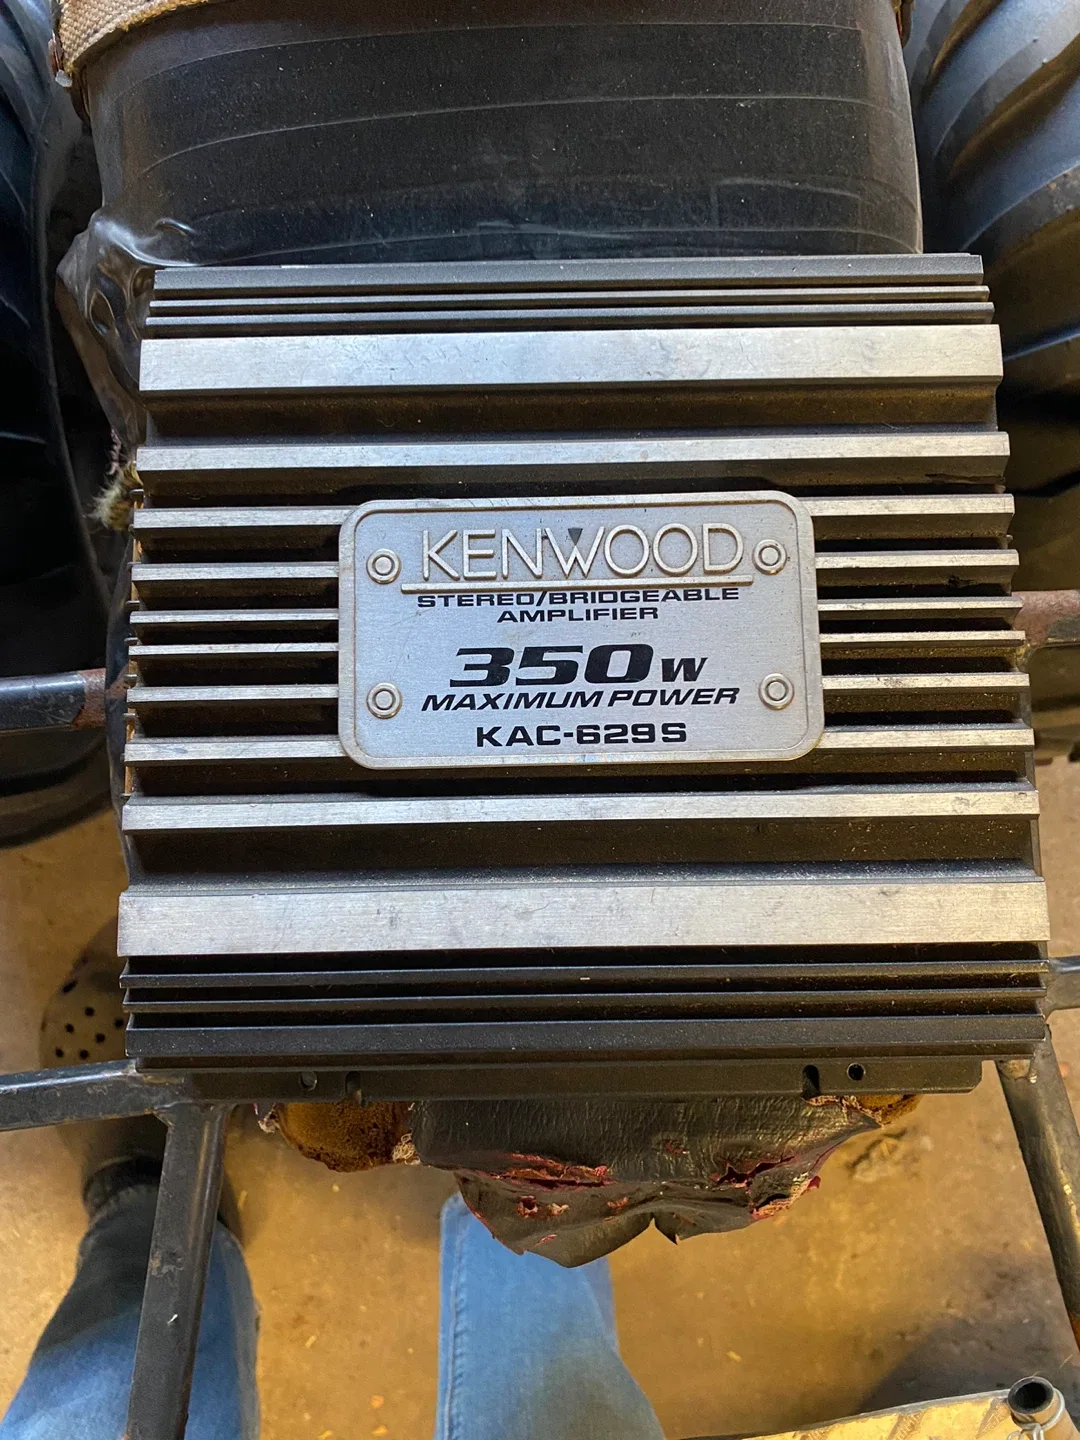 KENWOOD
STEREO/BRIDGEABLE
AMPLIFIER
350W
MAXIMUM POWER
KAC-629S